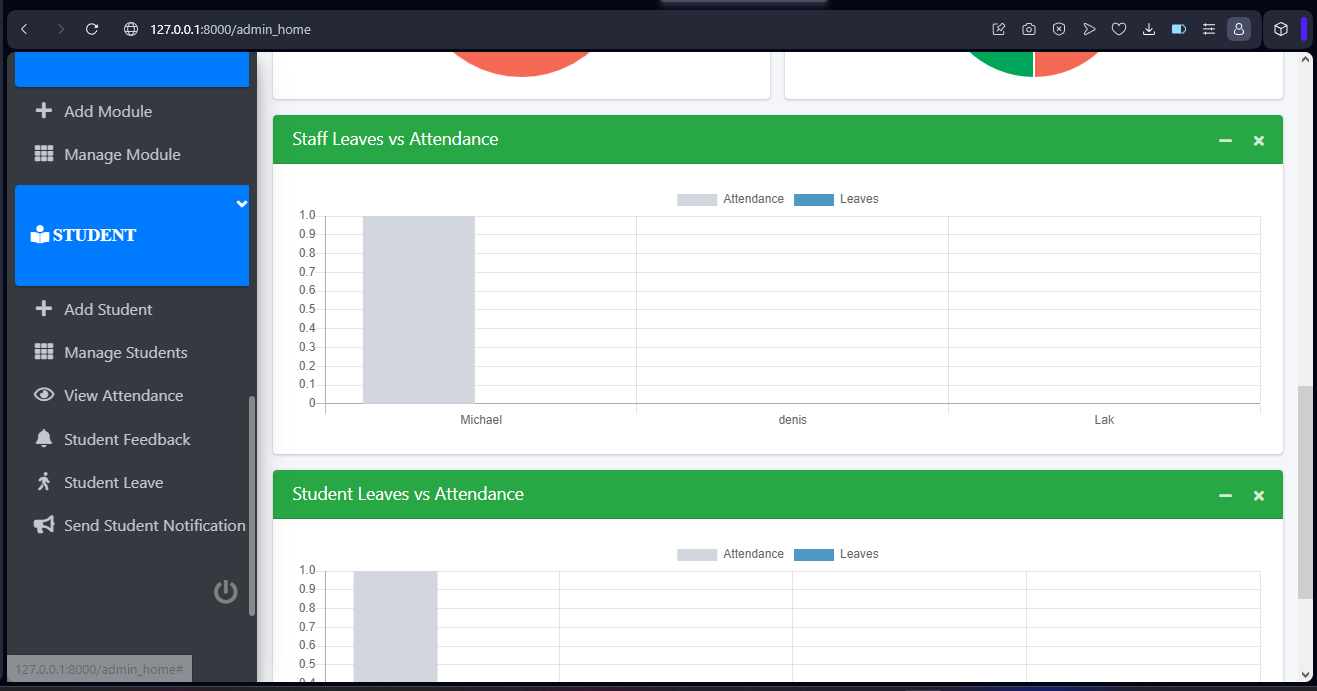 127.0.0.1:8000/admin_home
Add Module
Manage Module
STUDENT
Add Student
Manage Students
View Attendance
Student Feedback
Student Leave
Send Student Notification
127.0.0.1:8000/admin_home#
Staff Leaves vs Attendance
Attendance Leaves
1.0
0.9
0.8
0.7
0.6
0.5
0.4
0.3
0.2
0.1
0
Michael denis Lak
Student Leaves vs Attendance
Attendance Leaves
1.0
0.9
0.8
0.7
0.6
0.5
0.4